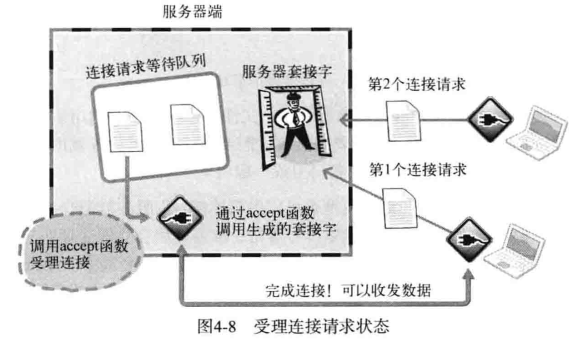 服务器端
连接请求等待队列
服务器套接字
第2个连接请求
第1个连接请求
通过accept函数
调用生成的套接字
调用accept函数
受理连接
完成连接！可以收发数据
图4-8 受理连接请求状态